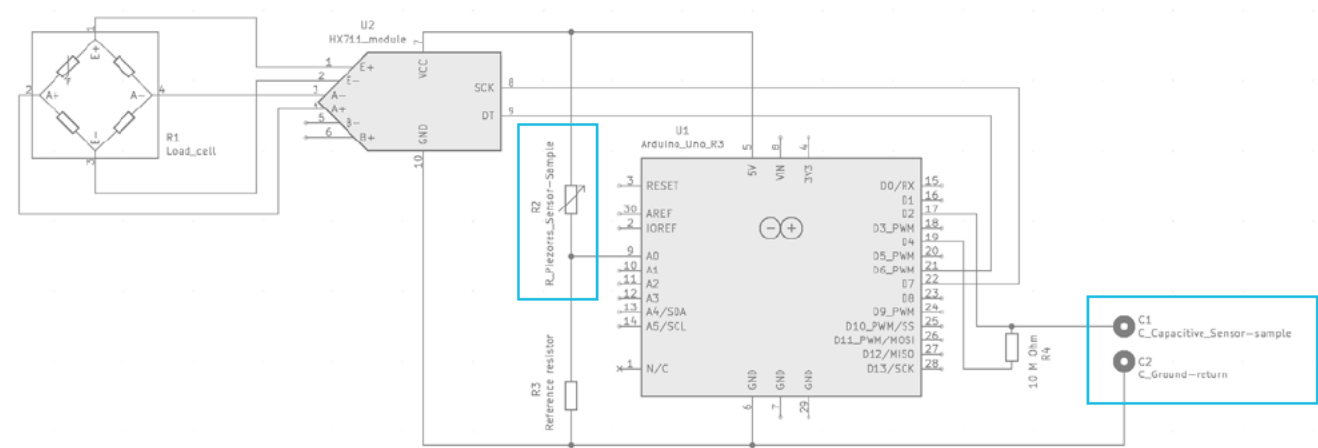 1
E+
2
A+
A-
4
E-
3
R1
Load_cell
U2
HX711_module
7
VCC
1
E+
2
E-
3
A-
4
A+
5
B-
6
B+
GND
10
SCK
8
DT
9
R2
R_Piezores_Sensor-Sample
R3
Reference resistor
U1
Arduino_Uno_R3
5
5V
8
VIN
4
3V3
3
RESET
30
AREF
2
IOREF
9
A0
10
A1
11
A2
12
A3
13
A4/SDA
14
A5/SCL
1
N/C
D0/RX
15
D1
16
D2
17
D3_PWM
18
D4
19
D5_PWM
20
D6_PWM
21
D7
22
D8
23
D9_PWM
24
D10_PWM/SS
25
D11_PWM/MOSI
26
D12/MISO
27
D13/SCK
28
GND
6
GND
7
GND
29
10 M Ohm
R4
C1
C_Capacitive_Sensor-sample
C2
C_Ground-return